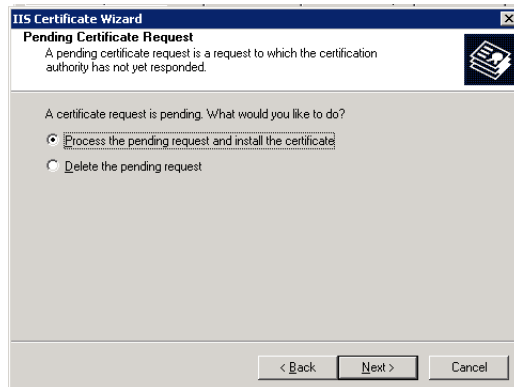 IIS Certificate Wizard
Pending Certificate Request
A pending certificate request is a request to which the certification
authority has not yet responded.
A certificate request is pending. What would you like to do?
Process the pending request and install the certificate
Delete the pending request
< Back
Next >
Cancel